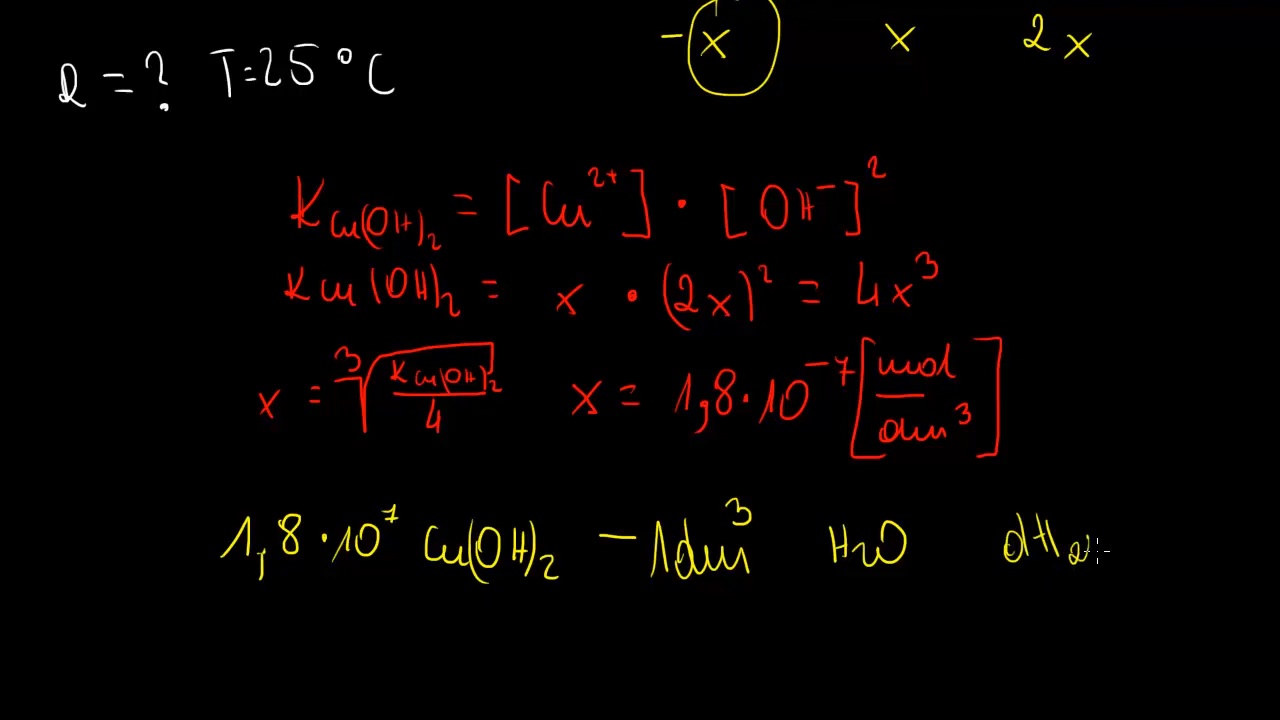 -x x 2x
R = ? T=25°C
K Cu(OH)₂ = [Cu²⁺] · [OH⁻]²
K Cu(OH)₂ = x · (2x)² = 4x³
x = ³√(K Cu(OH)₂ / 4) x = 1,8·10⁻⁷ [mol/dm³]
1,8·10⁷ Cu(OH)₂ – 1dm³ H₂O dH₂